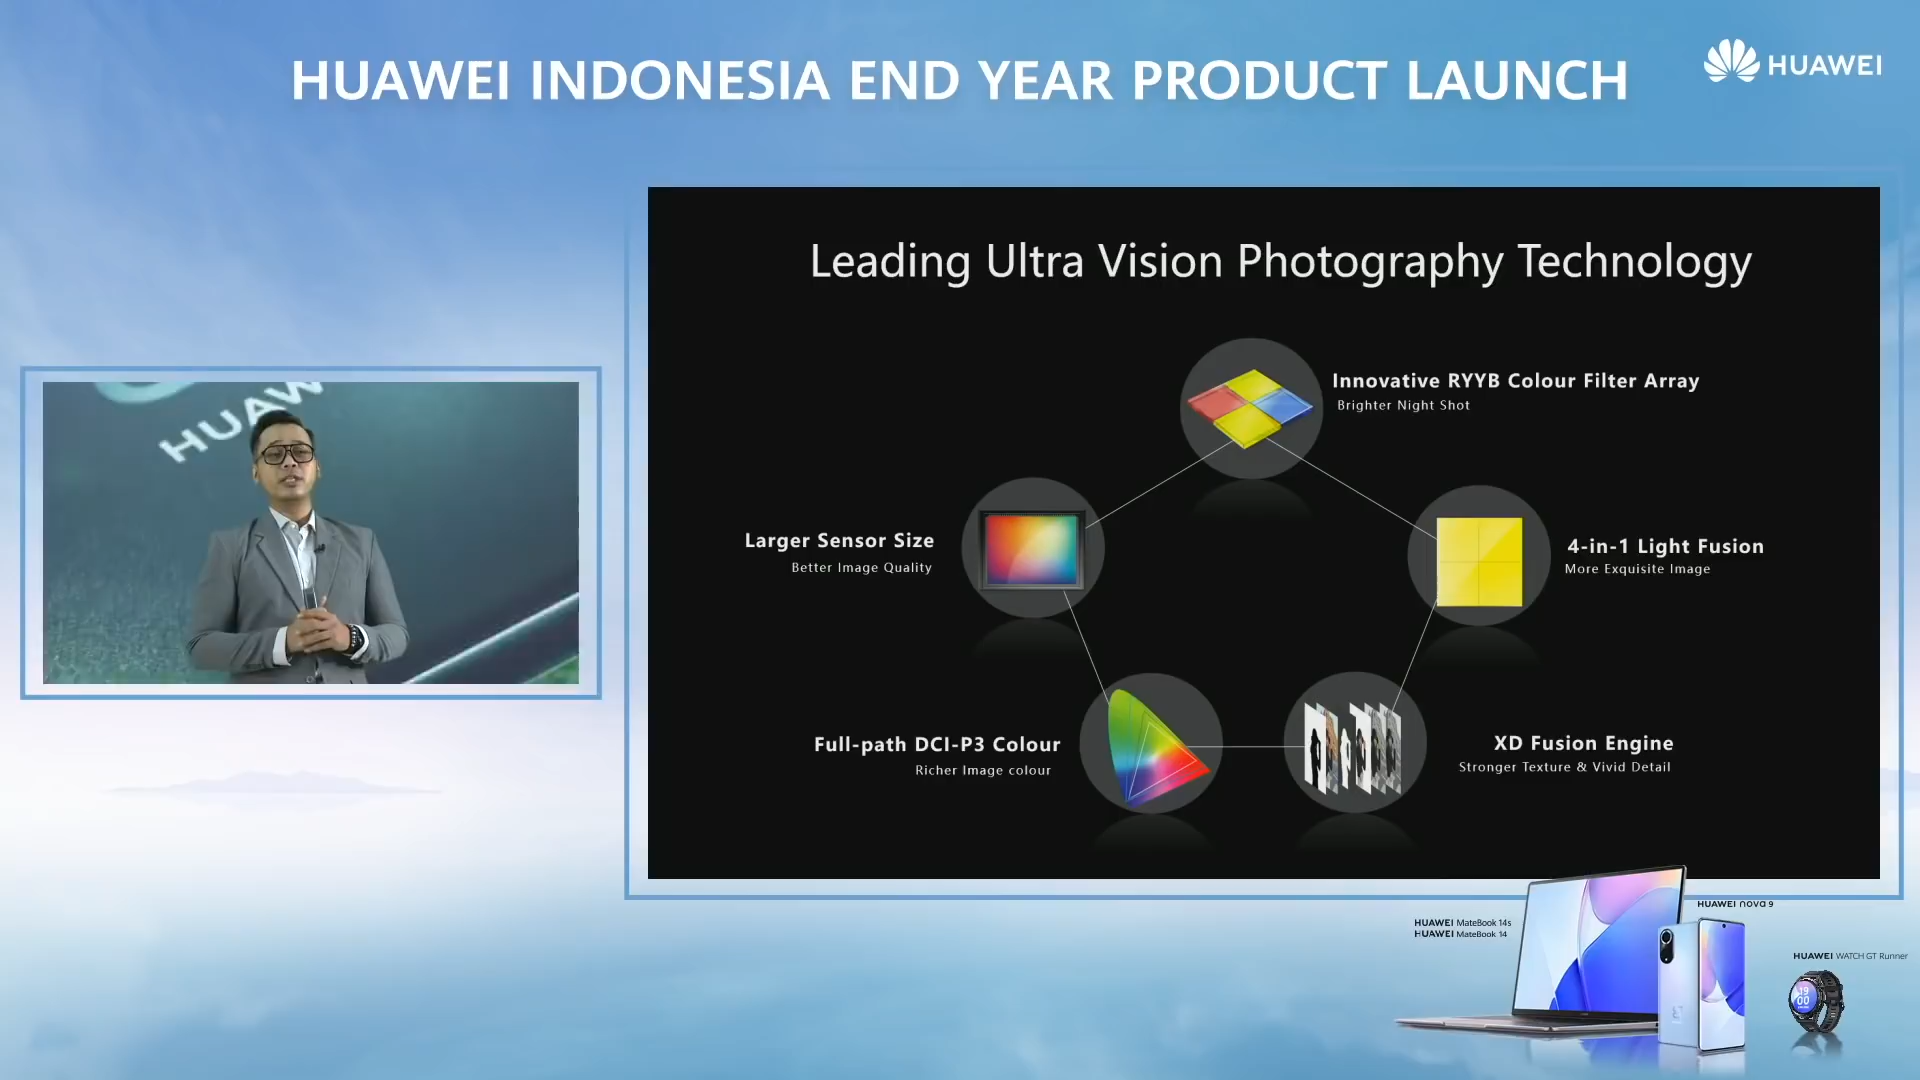 HUAWEI INDONESIA END YEAR PRODUCT LAUNCH
HUAWEI
HUAW
Leading Ultra Vision Photography Technology
Innovative RYYB Colour Filter Array
Brighter Night Shot
Larger Sensor Size
Better Image Quality
4-in-1 Light Fusion
More Exquisite Image
Full-path DCI-P3 Colour
Richer Image colour
XD Fusion Engine
Stronger Texture & Vivid Detail
HUAWEI nova 9
HUAWEI MateBook 14s
HUAWEI MateBook 14
HUAWEI WATCH GT Runner
19
00